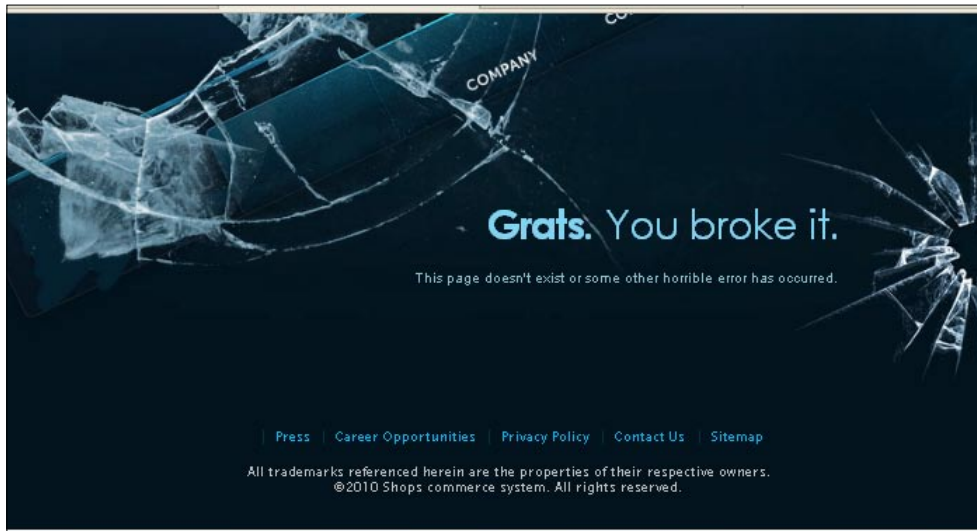 COMPANY
Grats. You broke it.
This page doesn't exist or some other horrible error has occurred.
Press | Career Opportunities | Privacy Policy | Contact Us | Sitemap
All trademarks referenced herein are the properties of their respective owners.
©2010 Shops commerce system. All rights reserved.